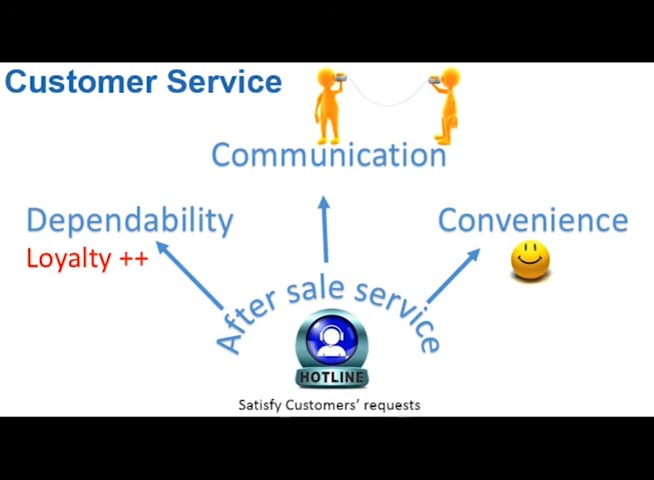 Customer Service
Communication
Dependability
Convenience
Loyalty ++
After sale service
HOTLINE
Satisfy Customers’ requests